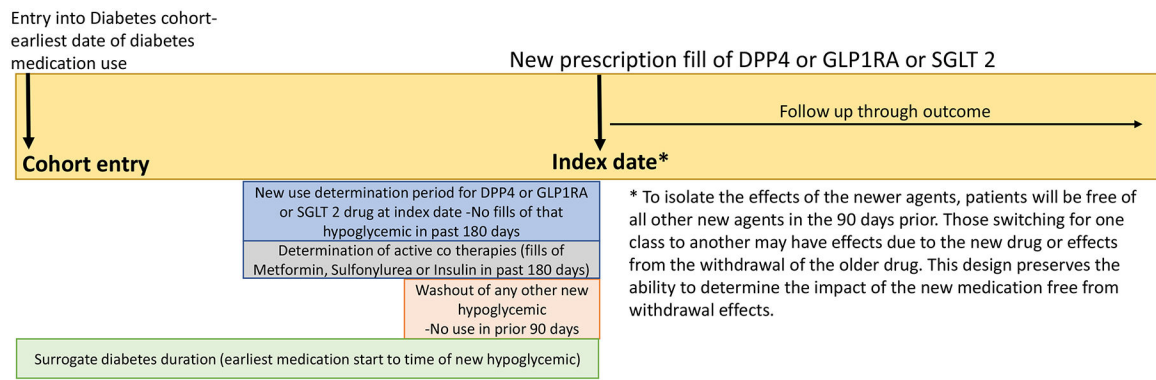 Entry into Diabetes cohort-
earliest date of diabetes
medication use
New prescription fill of DPP4 or GLP1RA or SGLT 2
Follow up through outcome
Cohort entry
Index date*
New use determination period for DPP4 or GLP1RA
or SGLT 2 drug at index date -No fills of that
hypoglycemic in past 180 days
Determination of active co therapies (fills of
Metformin, Sulfonylurea or Insulin in past 180 days)
Washout of any other new
hypoglycemic
-No use in prior 90 days
Surrogate diabetes duration (earliest medication start to time of new hypoglycemic)
* To isolate the effects of the newer agents, patients will be free of
all other new agents in the 90 days prior. Those switching for one
class to another may have effects due to the new drug or effects
from the withdrawal of the older drug. This design preserves the
ability to determine the impact of the new medication free from
withdrawal effects.